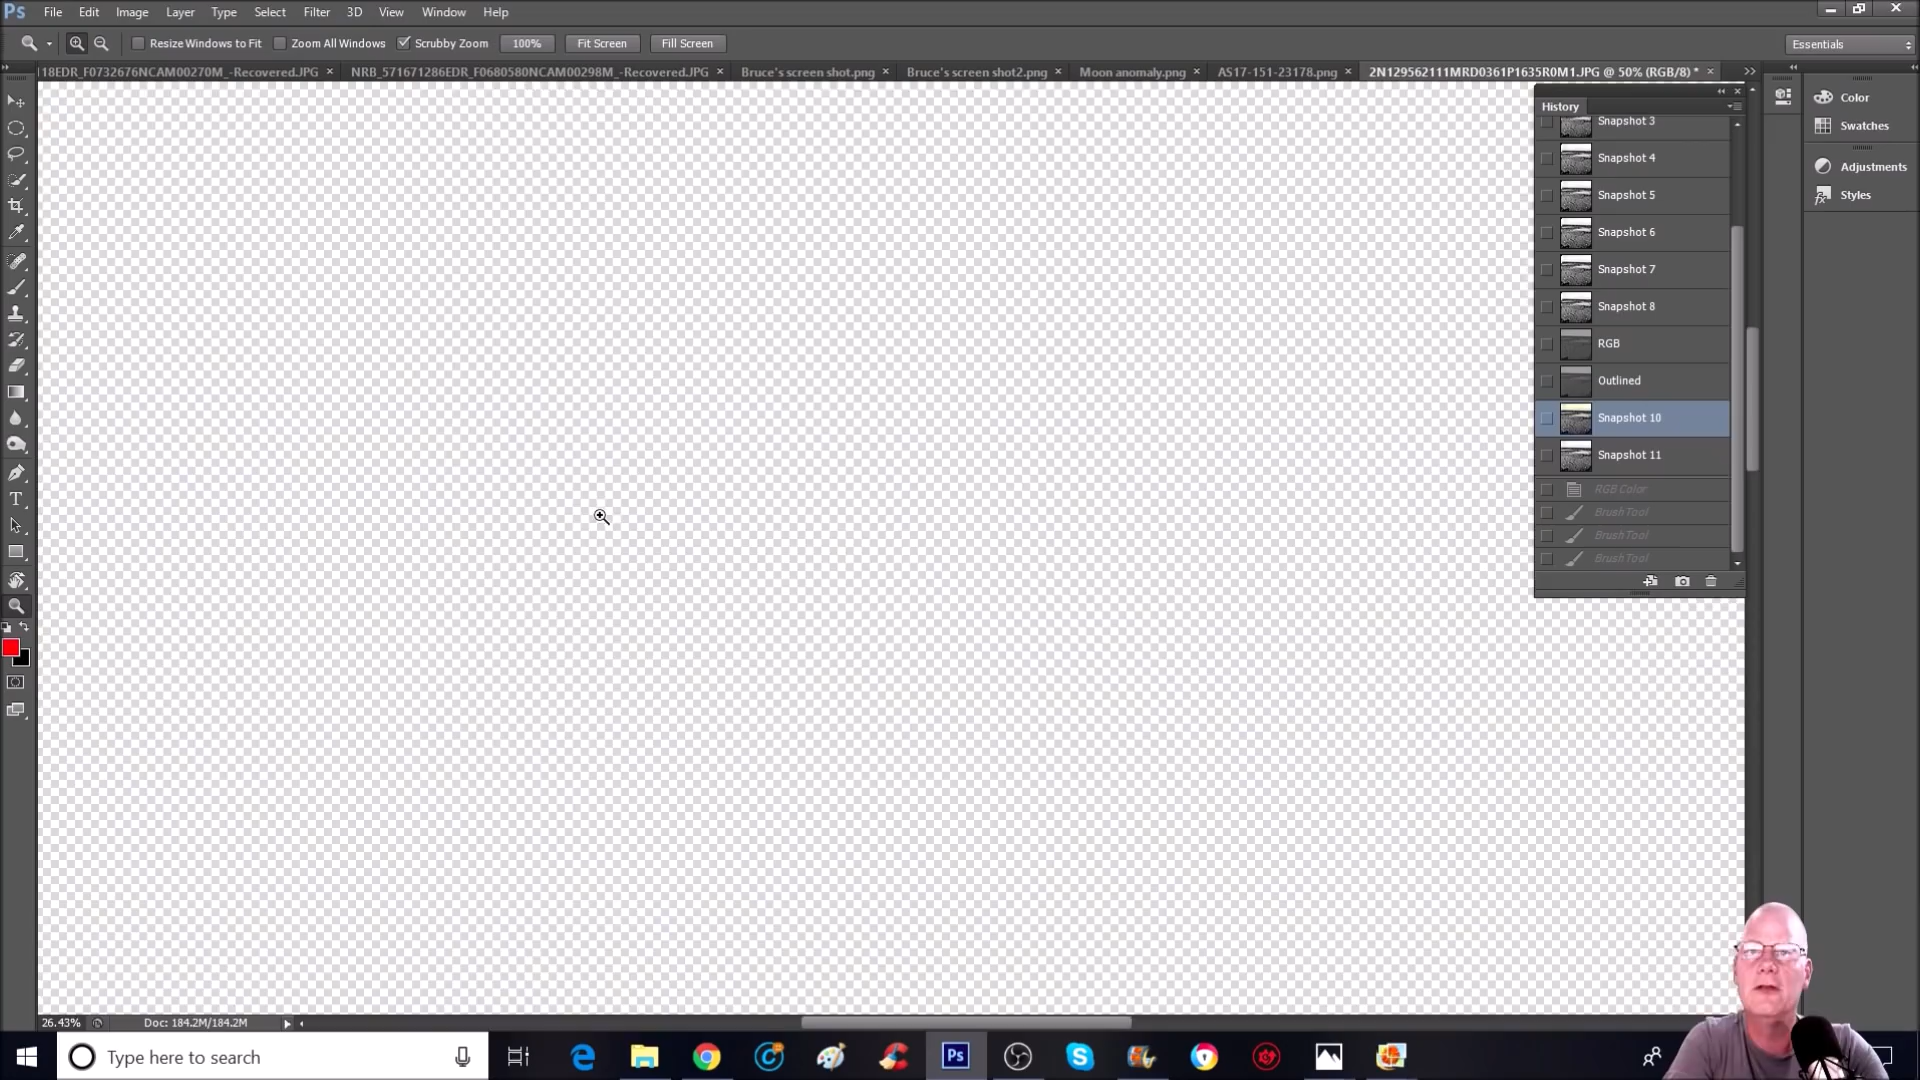 Ps File Edit Image Layer Type Select Filter 3D View Window Help
Resize Windows to Fit Zoom All Windows Scrubby Zoom 100% Fit Screen Fill Screen Essentials
18EDR_F0732676NCAM00270M_-Recovered.JPG × NRB_571671286EDR_F0680580NCAM00298M_-Recovered.JPG × Bruce's screen shot.png × Bruce's screen shot2.png × Moon anomaly.png × AS17-151-23178.png × 2N129562111MRD0361P1635R0M1.JPG @ 50% (RGB/8) * ×
History
Snapshot 3
Snapshot 4
Snapshot 5
Snapshot 6
Snapshot 7
Snapshot 8
RGB
Outlined
Snapshot 10
Snapshot 11
RGB Color
Brush Tool
Brush Tool
Brush Tool
Color
Swatches
Adjustments
Styles
26.43% Doc: 184.2M/184.2M
Type here to search
Ps